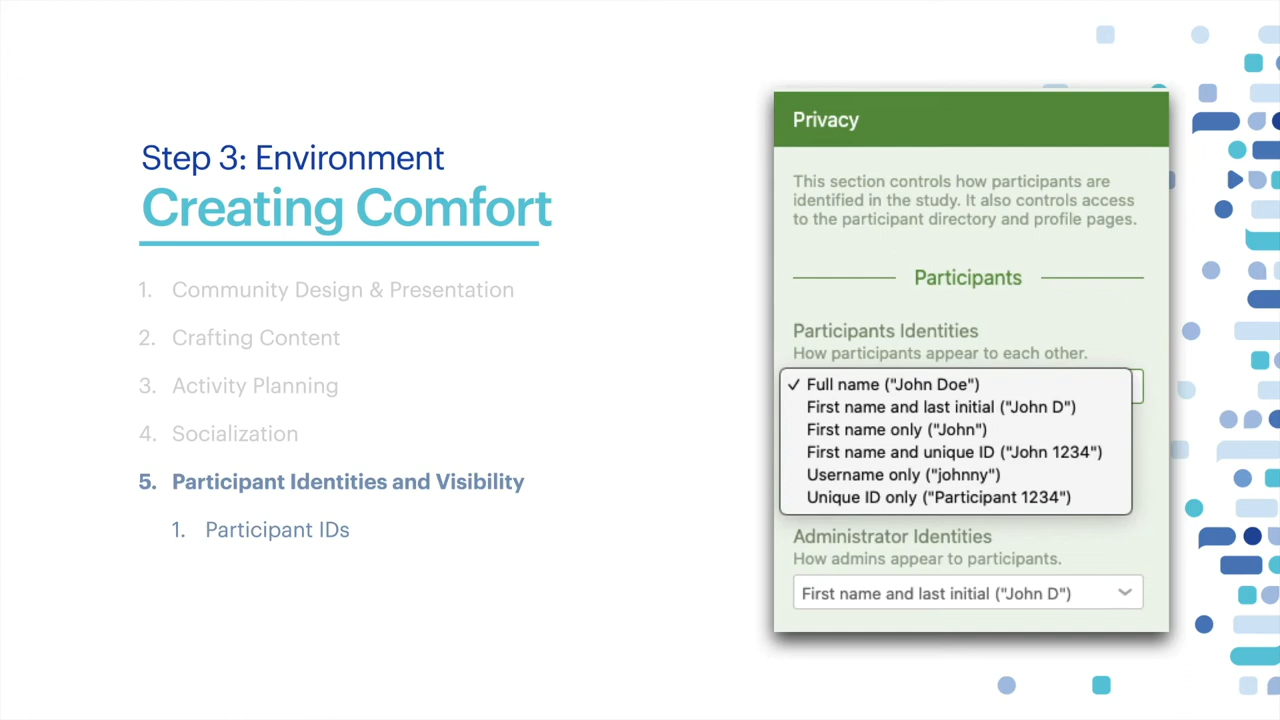 Step 3: Environment
Creating Comfort
1. Community Design & Presentation
2. Crafting Content
3. Activity Planning
4. Socialization
5. Participant Identities and Visibility
1. Participant IDs
Privacy
This section controls how participants are
identified in the study. It also controls access
to the participant directory and profile pages.
Participants
Participants Identities
How participants appear to each other.
✓ Full name ("John Doe")
First name and last initial ("John D")
First name only ("John")
First name and unique ID ("John 1234")
Username only ("johnny")
Unique ID only ("Participant 1234")
Administrator Identities
How admins appear to participants.
First name and last initial ("John D")